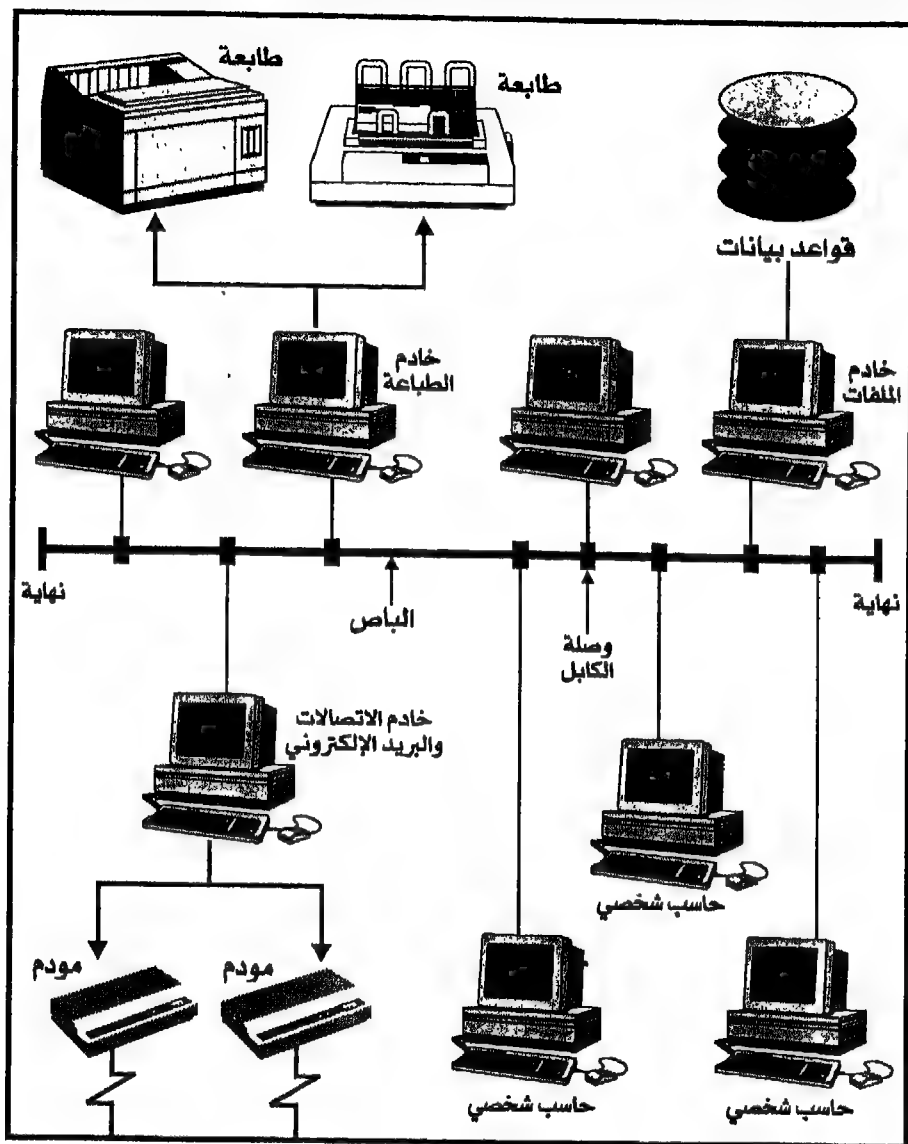 طابعة
طابعة
قواعد بيانات
خادم
الطباعة
خادم
الملفات
نهاية
نهاية
الباص
وصلة
الكابل
خادم الاتصالات
والبريد الإلكتروني
حاسب شخصي
مودم
مودم
حاسب شخصي
حاسب شخصي